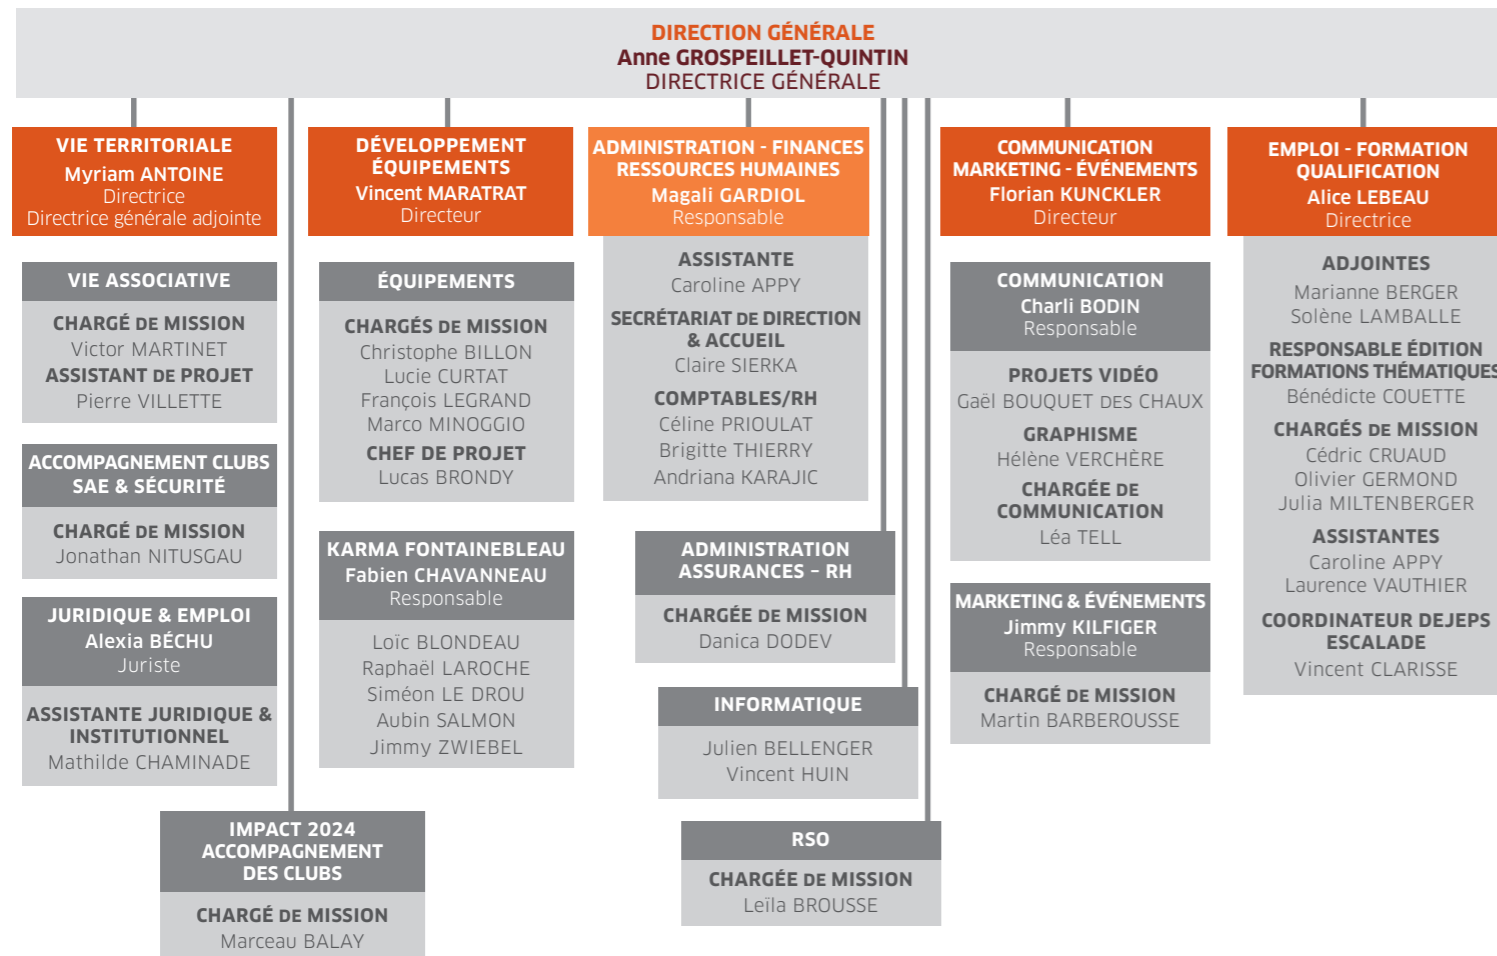 DIRECTION GÉNÉRALE
Anne GROSPEILLET-QUINTIN
DIRECTRICE GÉNÉRALE
VIE TERRITORIALE
Myriam ANTOINE
Directrice
Directrice générale adjointe
VIE ASSOCIATIVE
CHARGÉ DE MISSION
Victor MARTINET
ASSISTANT DE PROJET
Pierre VILLETTE
ACCOMPAGNEMENT CLUBS
SAE & SÉCURITÉ
CHARGÉ DE MISSION
Jonathan NITUSGAU
JURIDIQUE & EMPLOI
Alexia BÉCHU
Juriste
ASSISTANTE JURIDIQUE &
INSTITUTIONNEL
Mathilde CHAMINADE
IMPACT 2024
ACCOMPAGNEMENT
DES CLUBS
CHARGÉ DE MISSION
Marceau BALAY
DÉVELOPPEMENT
ÉQUIPEMENTS
Vincent MARATRAT
Directeur
ÉQUIPEMENTS
CHARGÉS DE MISSION
Christophe BILLON
Lucie CURTAT
François LEGRAND
Marco MINOGGIO
CHEF DE PROJET
Lucas BRONDY
KARMA FONTAINEBLEAU
Fabien CHAVANNEAU
Responsable
Loïc BLONDEAU
Raphaël LAROCHE
Siméon LE DROU
Aubin SALMON
Jimmy ZWIEBEL
ADMINISTRATION - FINANCES
RESSOURCES HUMAINES
Magali GARDIOL
Responsable
ASSISTANTE
Caroline APPY
SECRÉTARIAT DE DIRECTION
& ACCUEIL
Claire SIERKA
COMPTABLES/RH
Céline PRIOULAT
Brigitte THIERRY
Andriana KARAJIC
ADMINISTRATION
ASSURANCES – RH
CHARGÉE DE MISSION
Danica DODEV
INFORMATIQUE
Julien BELLENGER
Vincent HUIN
RSO
CHARGÉE DE MISSION
Leïla BROUSSE
COMMUNICATION
MARKETING - ÉVÉNEMENTS
Florian KUNCKLER
Directeur
COMMUNICATION
Charli BODIN
Responsable
PROJETS VIDÉO
Gaël BOUQUET DES CHAUX
GRAPHISME
Hélène VERCHÈRE
CHARGÉE DE
COMMUNICATION
Léa TELL
MARKETING & ÉVÉNEMENTS
Jimmy KILFIGER
Responsable
CHARGÉ DE MISSION
Martin BARBEROUSSE
EMPLOI - FORMATION
QUALIFICATION
Alice LEBEAU
Directrice
ADJOINTES
Marianne BERGER
Solène LAMBALLE
RESPONSABLE ÉDITION
FORMATIONS THÉMATIQUES
Bénédicte COUETTE
CHARGÉS DE MISSION
Cédric CRUAUD
Olivier GERMOND
Julia MILTENBERGER
ASSISTANTES
Caroline APPY
Laurence VAUTHIER
COORDINATEUR DEJEPS
ESCALADE
Vincent CLARISSE